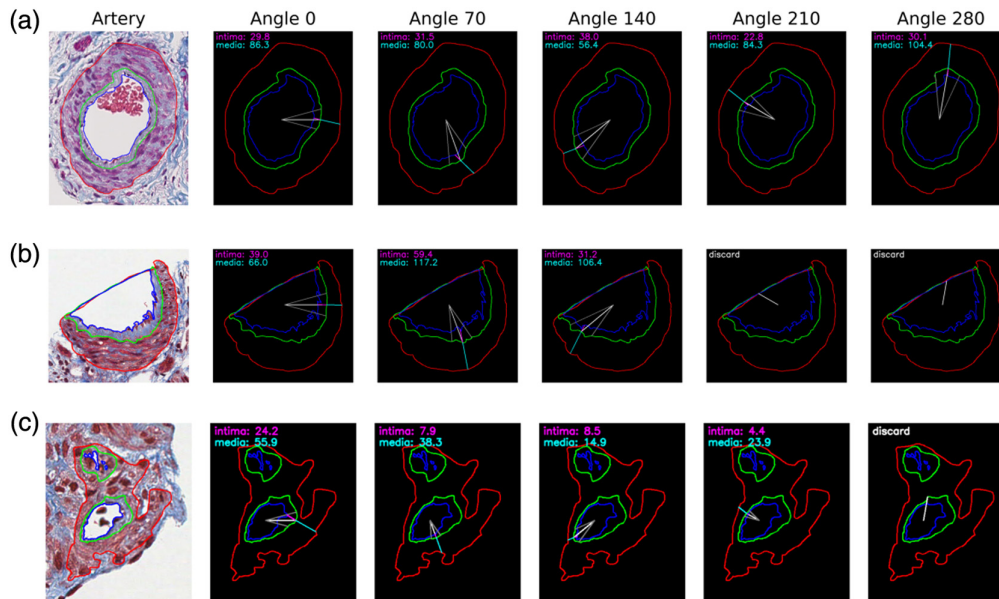 (a) Artery Angle 0 Angle 70 Angle 140 Angle 210 Angle 280
intima: 29.8 intima: 31.5 intima: 38.0 intima: 22.8 intima: 30.1
media: 86.3 media: 80.0 media: 56.4 media: 84.3 media: 104.4
(b)
intima: 39.0 intima: 59.4 intima: 31.2 discard discard
media: 66.0 media: 117.2 media: 106.4
(c)
intima: 24.2 intima: 7.9 intima: 8.5 intima: 4.4 discard
media: 55.9 media: 38.3 media: 14.9 media: 23.9